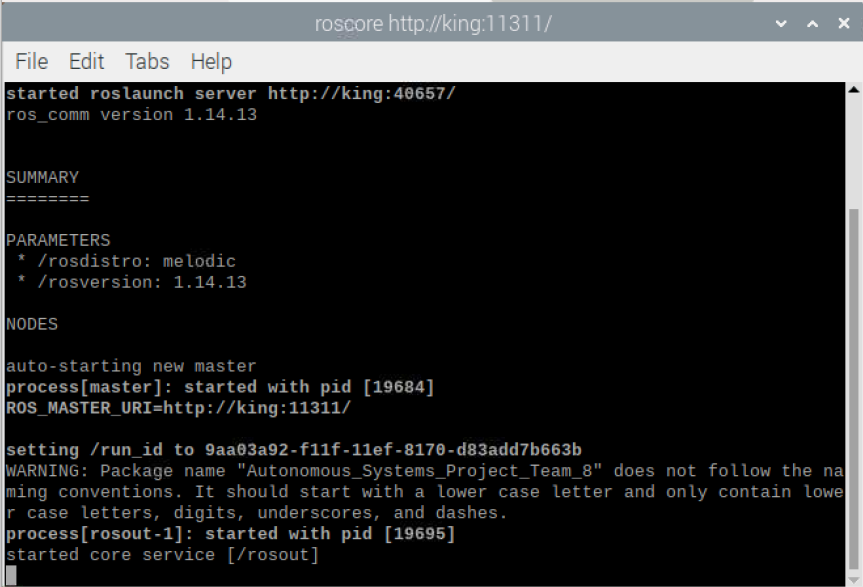 roscore http://king:11311/
File Edit Tabs Help
started roslaunch server http://king:40657/
ros_comm version 1.14.13
SUMMARY
========
PARAMETERS
 * /rosdistro: melodic
 * /rosversion: 1.14.13
NODES
auto-starting new master
process[master]: started with pid [19684]
ROS_MASTER_URI=http://king:11311/
setting /run_id to 9aa03a92-f11f-11ef-8170-d83add7b663b
WARNING: Package name "Autonomous_Systems_Project_Team_8" does not follow the na
ming conventions. It should start with a lower case letter and only contain lowe
r case letters, digits, underscores, and dashes.
process[rosout-1]: started with pid [19695]
started core service [/rosout]